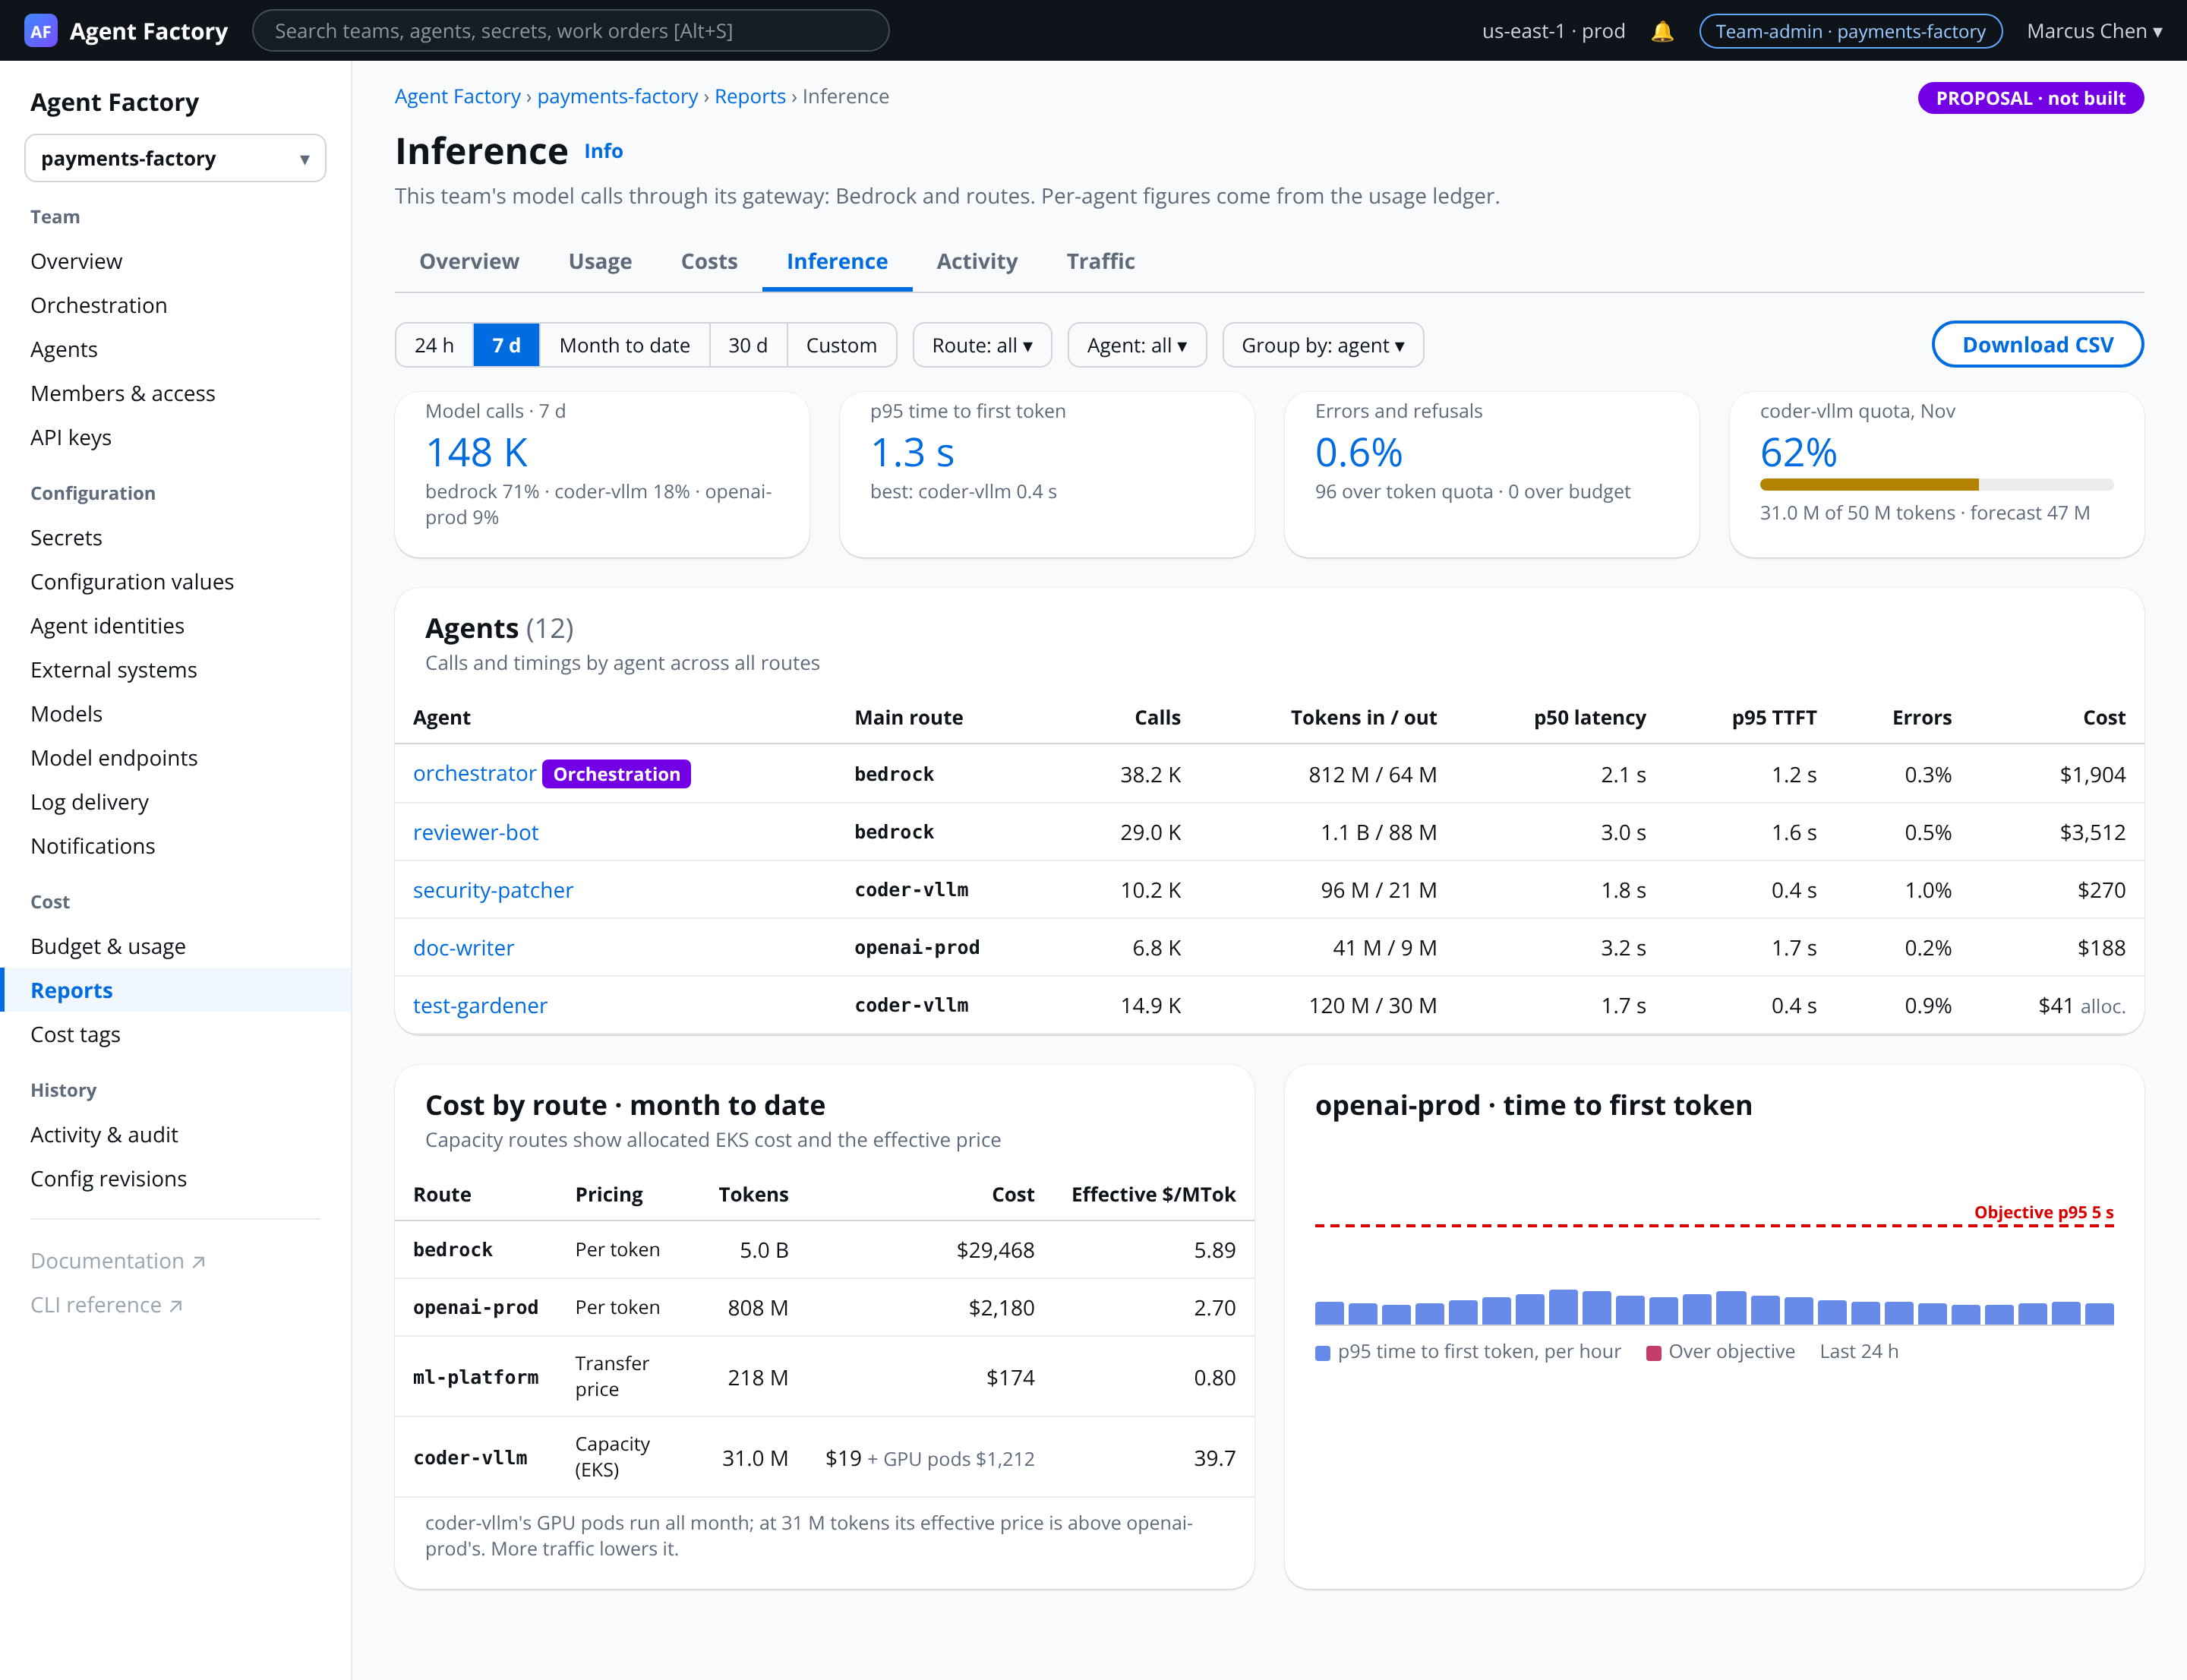 AF Agent Factory
Search teams, agents, secrets, work orders [Alt+S]
us-east-1 · prod
Team-admin · payments-factory
Marcus Chen ▾
Agent Factory
payments-factory ▾
Team
Overview
Orchestration
Agents
Members & access
API keys
Configuration
Secrets
Configuration values
Agent identities
External systems
Models
Model endpoints
Log delivery
Notifications
Cost
Budget & usage
Reports
Cost tags
History
Activity & audit
Config revisions
Documentation ↗
CLI reference ↗
Agent Factory › payments-factory › Reports › Inference
PROPOSAL · not built
Inference Info
This team's model calls through its gateway: Bedrock and routes. Per-agent figures come from the usage ledger.
Overview Usage Costs Inference Activity Traffic
24 h 7 d Month to date 30 d Custom Route: all ▾ Agent: all ▾ Group by: agent ▾ Download CSV
Model calls · 7 d
148 K
bedrock 71% · coder-vllm 18% · openai-
prod 9%
p95 time to first token
1.3 s
best: coder-vllm 0.4 s
Errors and refusals
0.6%
96 over token quota · 0 over budget
coder-vllm quota, Nov
62%
31.0 M of 50 M tokens · forecast 47 M
Agents (12)
Calls and timings by agent across all routes
Agent Main route Calls Tokens in / out p50 latency p95 TTFT Errors Cost
orchestrator Orchestration bedrock 38.2 K 812 M / 64 M 2.1 s 1.2 s 0.3% $1,904
reviewer-bot bedrock 29.0 K 1.1 B / 88 M 3.0 s 1.6 s 0.5% $3,512
security-patcher coder-vllm 10.2 K 96 M / 21 M 1.8 s 0.4 s 1.0% $270
doc-writer openai-prod 6.8 K 41 M / 9 M 3.2 s 1.7 s 0.2% $188
test-gardener coder-vllm 14.9 K 120 M / 30 M 1.7 s 0.4 s 0.9% $41 alloc.
Cost by route · month to date
Capacity routes show allocated EKS cost and the effective price
Route Pricing Tokens Cost Effective $/MTok
bedrock Per token 5.0 B $29,468 5.89
openai-prod Per token 808 M $2,180 2.70
ml-platform Transfer price 218 M $174 0.80
coder-vllm Capacity (EKS) 31.0 M $19 + GPU pods $1,212 39.7
coder-vllm's GPU pods run all month; at 31 M tokens its effective price is above openai-
prod's. More traffic lowers it.
openai-prod · time to first token
Objective p95 5 s
p95 time to first token, per hour Over objective Last 24 h